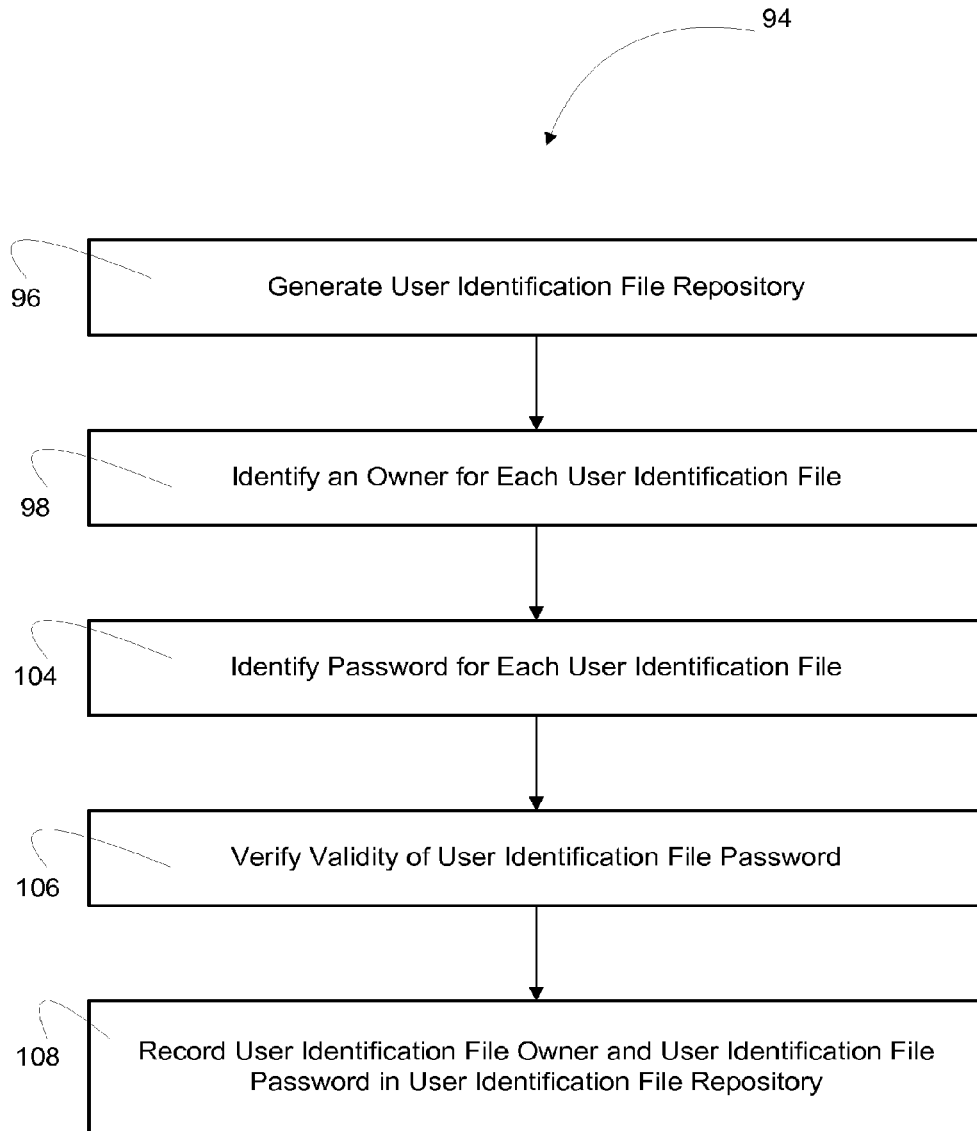 94
Generate User Identification File Repository
96
Identify an Owner for Each User Identification File
98
Identify Password for Each User Identification File
104
Verify Validity of User Identification File Password
106
Record User Identification File Owner and User Identification File
Password in User Identification File Repository
108